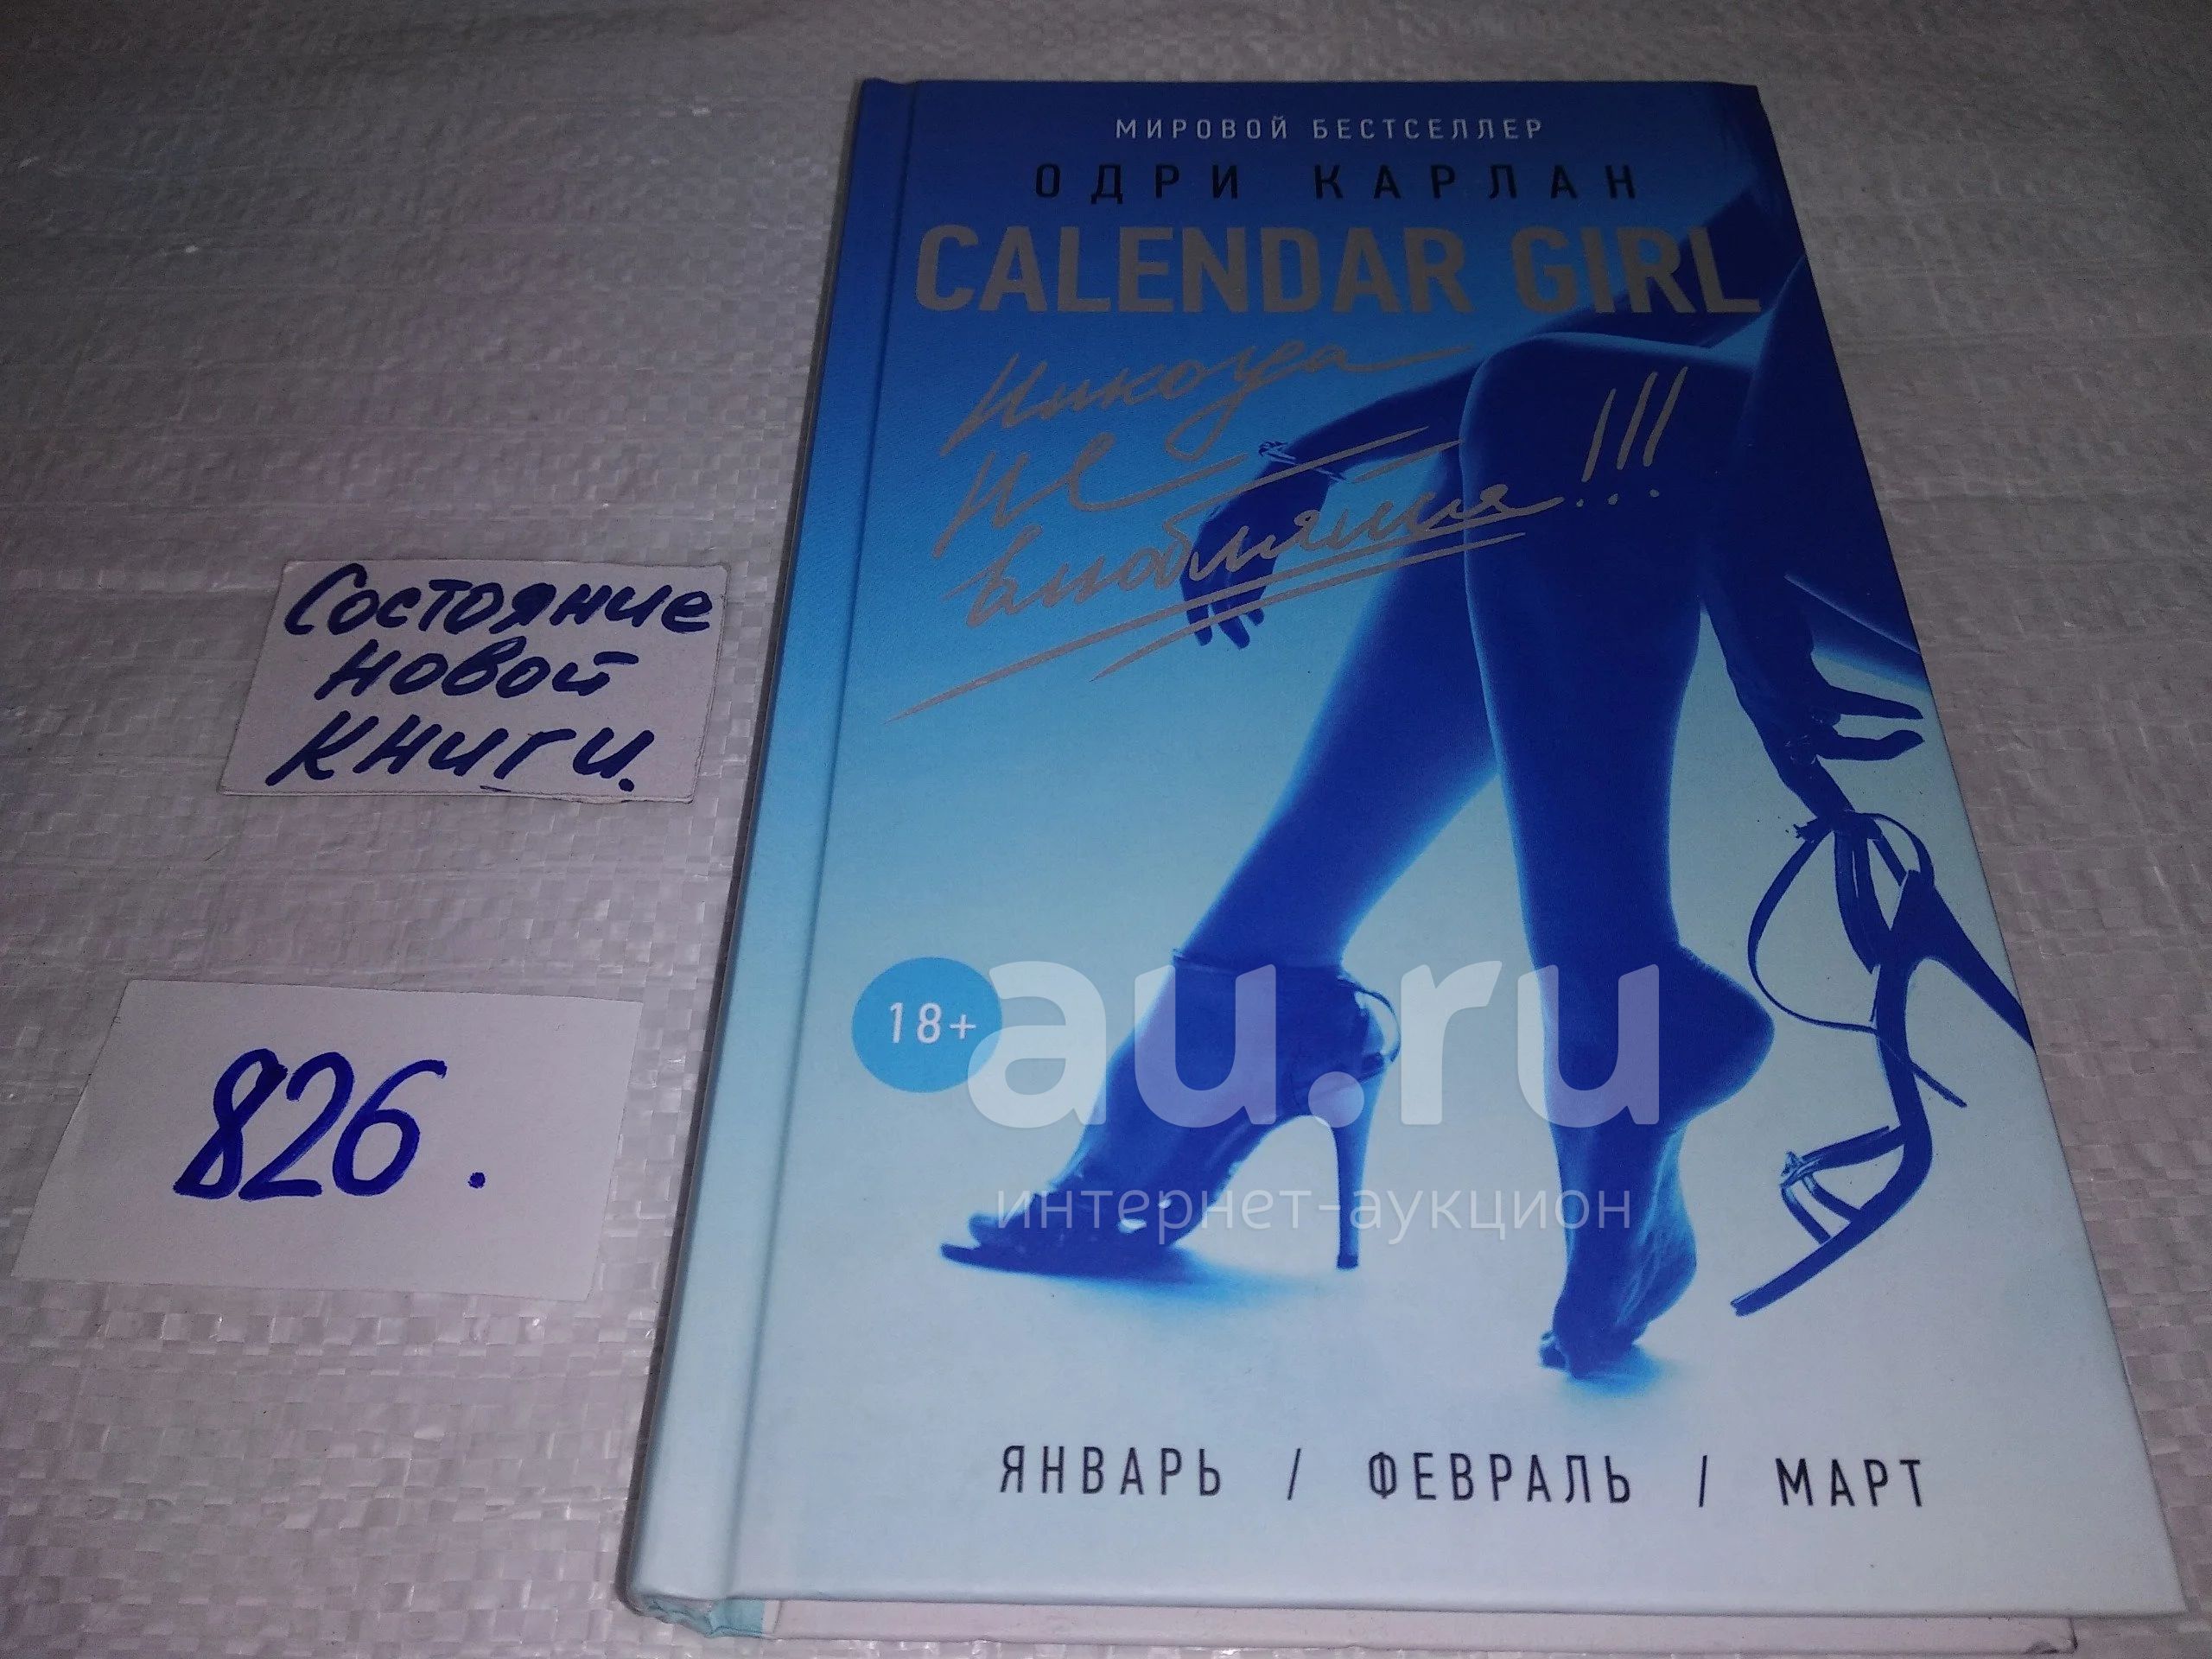 МИРОВОЙ БЕСТСЕЛЛЕР
ОДРИ КАРЛАН
CALENDAR GIRL
Никогда
не
влюбляйся!!!
Состояние
новой
книги.
826.
18+
au.ru
интернет-аукцион
ЯНВАРЬ / ФЕВРАЛЬ / МАРТ